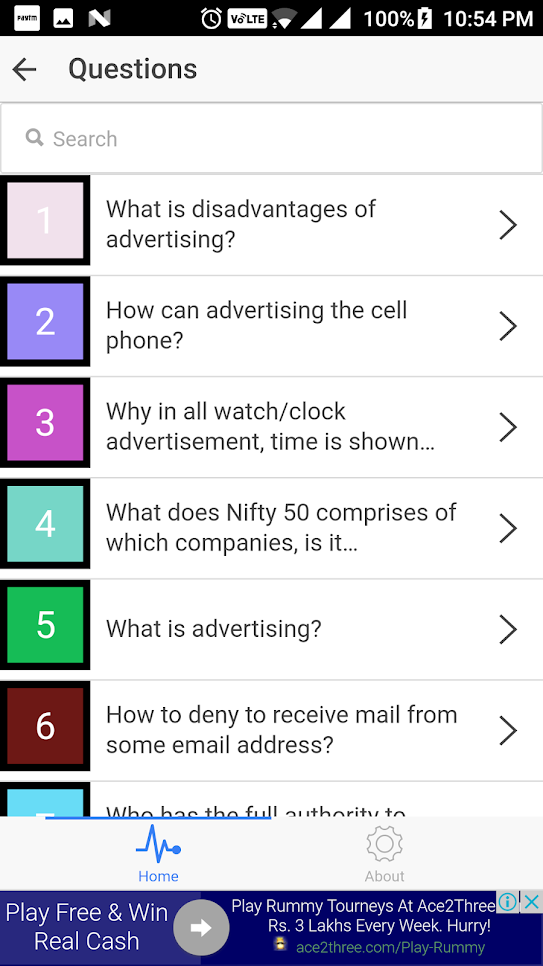 paytm VoLTE 100% 10:54 PM
Questions
Search
1
What is disadvantages of
advertising?
2
How can advertising the cell
phone?
3
Why in all watch/clock
advertisement, time is shown...
4
What does Nifty 50 comprises of
which companies, is it...
5
What is advertising?
6
How to deny to receive mail from
some email address?
7
Who has the full authority to
Home
About
Play Free & Win
Real Cash
Play Rummy Tourneys At Ace2Three
Rs. 3 Lakhs Every Week. Hurry!
ace2three.com/Play-Rummy